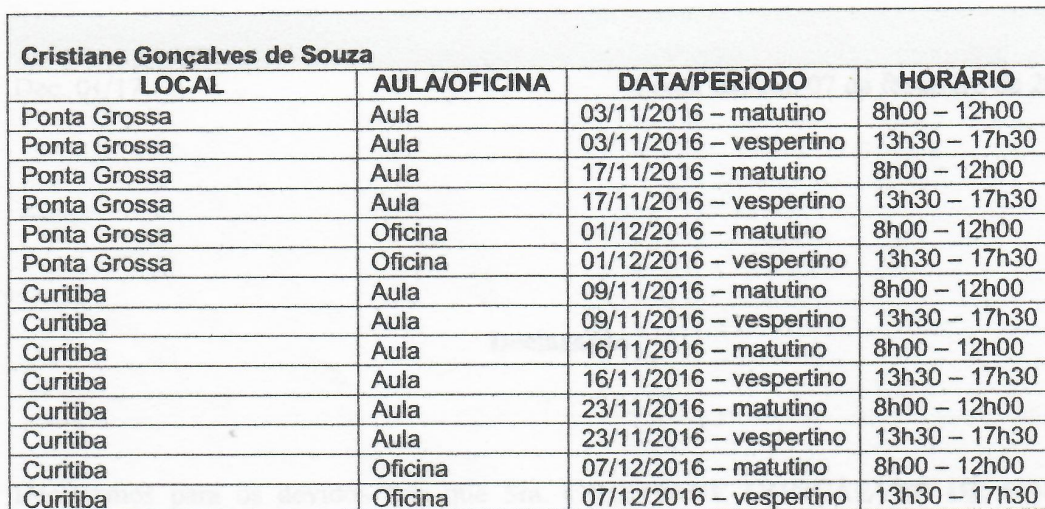 Cristiane Gonçalves de Souza
LOCAL AULA/OFICINA DATA/PERÍODO HORÁRIO
Ponta Grossa Aula 03/11/2016 – matutino 8h00 – 12h00
Ponta Grossa Aula 03/11/2016 – vespertino 13h30 – 17h30
Ponta Grossa Aula 17/11/2016 – matutino 8h00 – 12h00
Ponta Grossa Aula 17/11/2016 – vespertino 13h30 – 17h30
Ponta Grossa Oficina 01/12/2016 – matutino 8h00 – 12h00
Ponta Grossa Oficina 01/12/2016 – vespertino 13h30 – 17h30
Curitiba Aula 09/11/2016 – matutino 8h00 – 12h00
Curitiba Aula 09/11/2016 – vespertino 13h30 – 17h30
Curitiba Aula 16/11/2016 – matutino 8h00 – 12h00
Curitiba Aula 16/11/2016 – vespertino 13h30 – 17h30
Curitiba Aula 23/11/2016 – matutino 8h00 – 12h00
Curitiba Aula 23/11/2016 – vespertino 13h30 – 17h30
Curitiba Oficina 07/12/2016 – matutino 8h00 – 12h00
Curitiba Oficina 07/12/2016 – vespertino 13h30 – 17h30